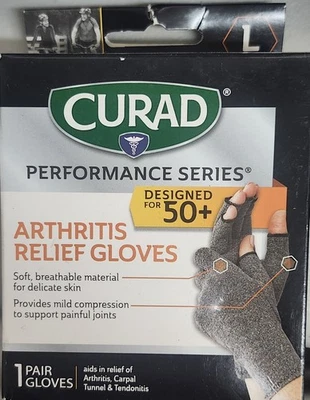 L
CURAD®
PERFORMANCE SERIES®
DESIGNED
FOR 50+
ARTHRITIS
RELIEF GLOVES
Soft, breathable material
for delicate skin
Provides mild compression
to support painful joints
1 PAIR
GLOVES
aids in relief of
Arthritis, Carpal
Tunnel & Tendonitis